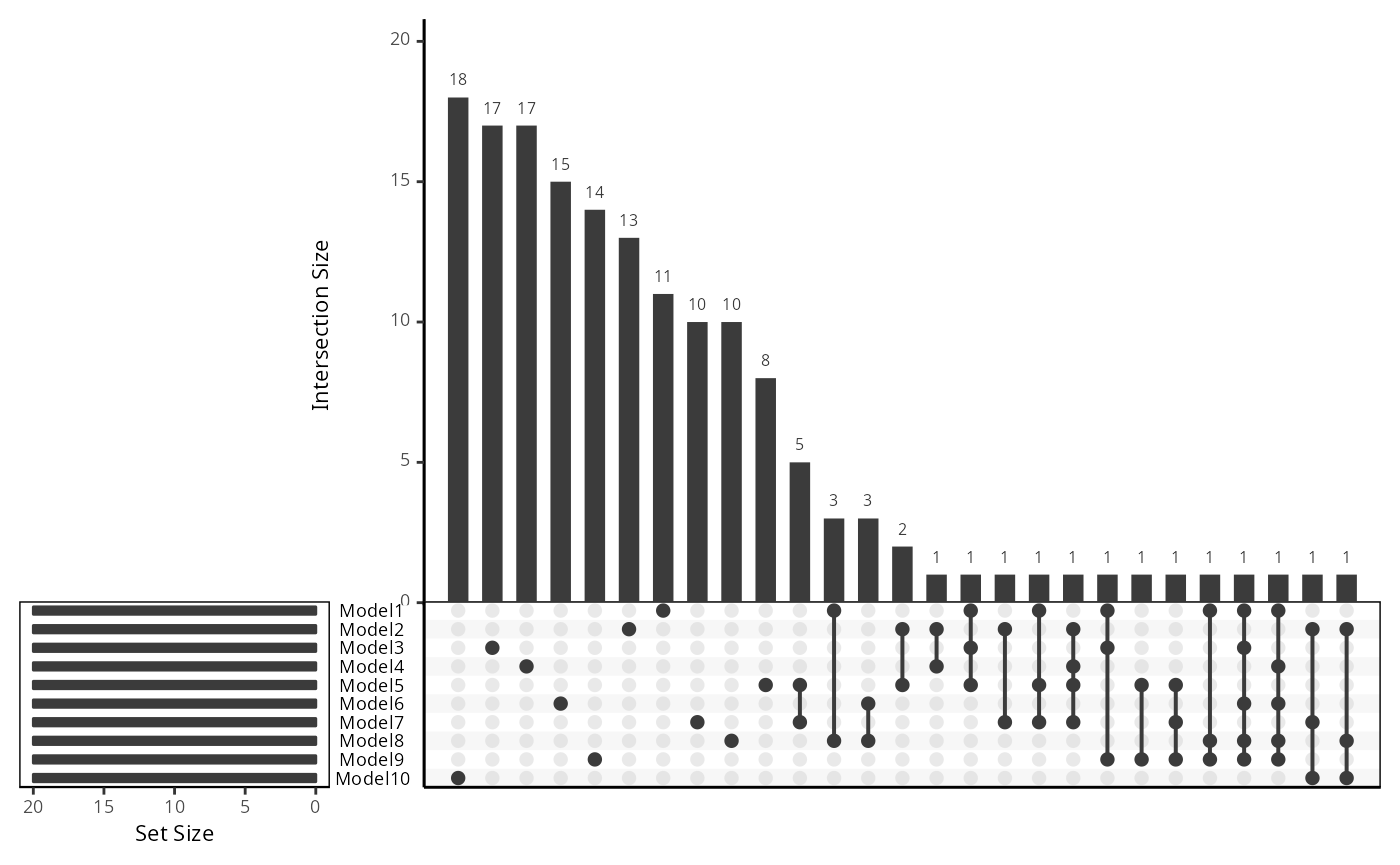 20
18
17 17
15
15
14
13
11
10
10 10
8
5
5
3 3
2
1 1 1 1 1 1 1 1 1 1 1 1 1
0
Intersection Size
Model1
Model2
Model3
Model4
Model5
Model6
Model7
Model8
Model9
Model10
20 15 10 5 0
Set Size